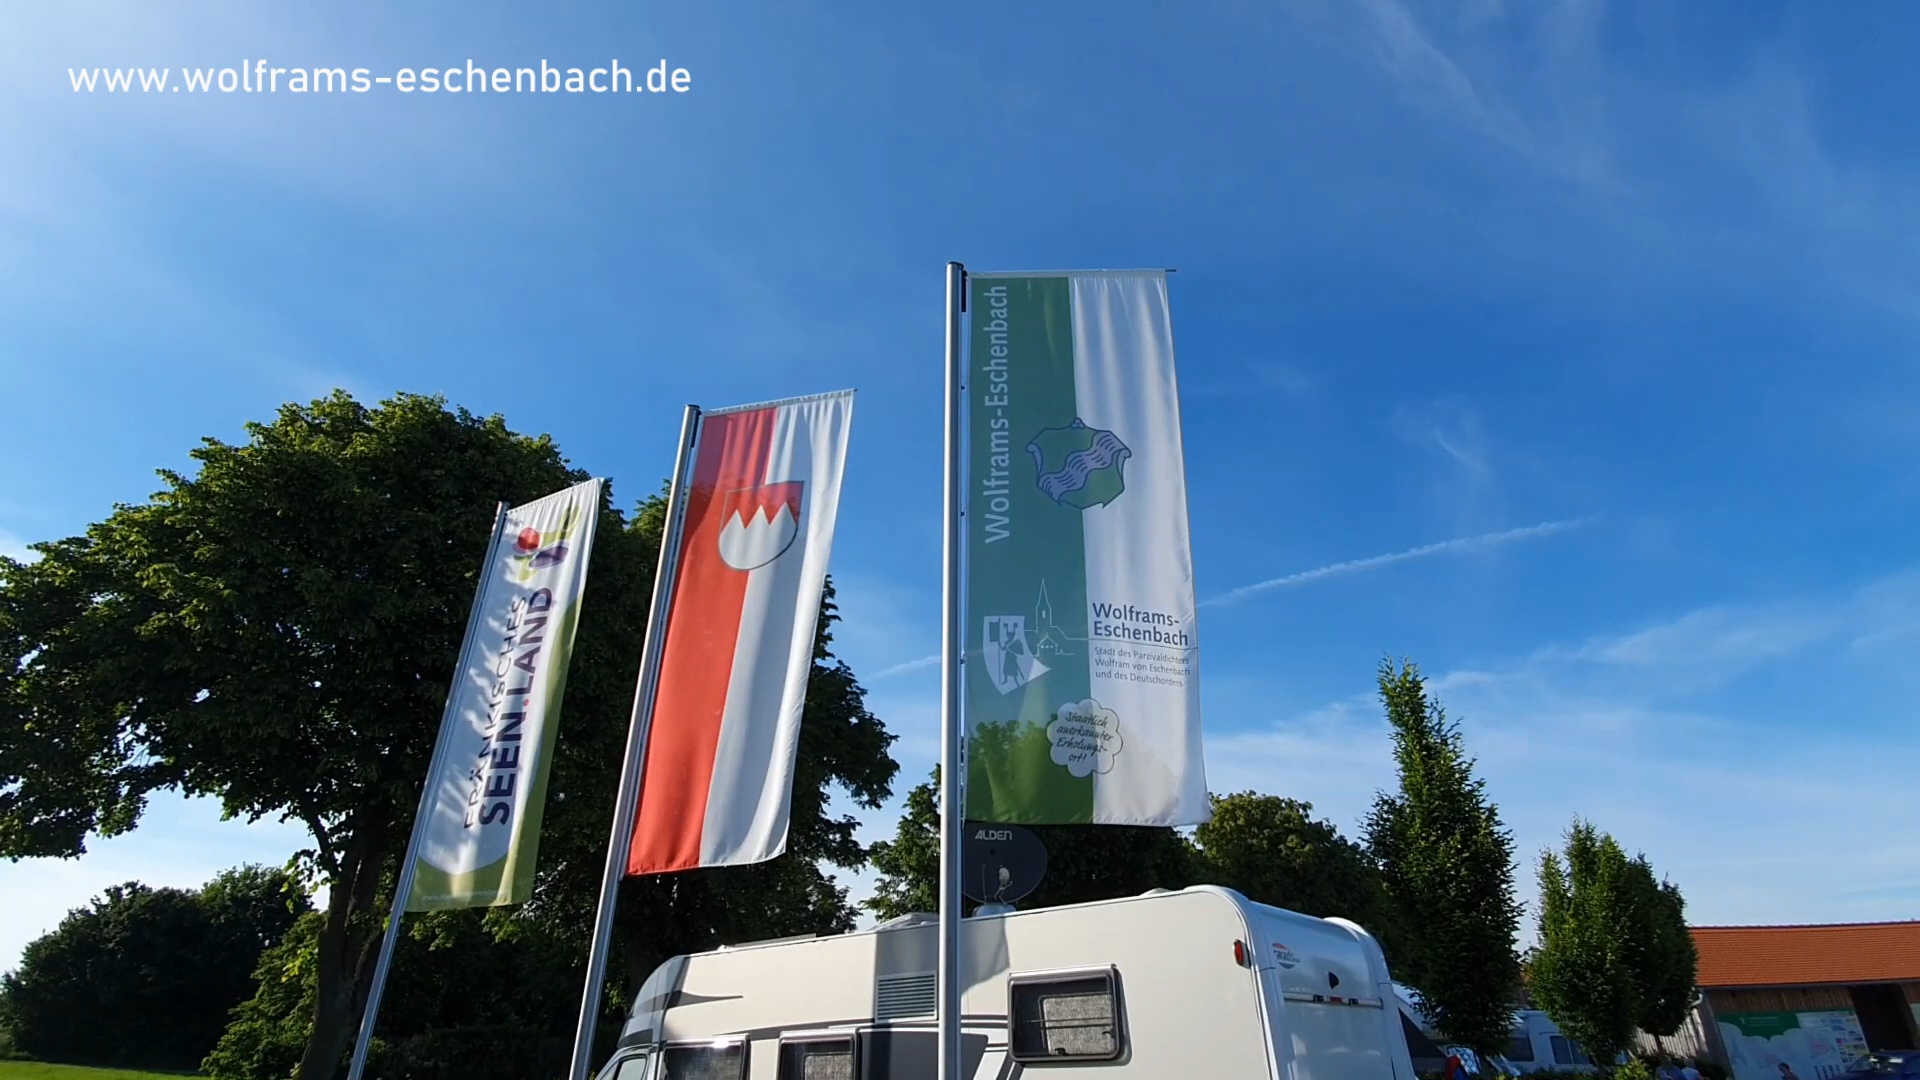 www.wolframs-eschenbach.de
FRÄNKISCHES
SEEN.LAND
Wolframs-Eschenbach
Wolframs-
Eschenbach
Stadt des Parzivaldichters
Wolfram von Eschenbach
und des Deutschordens
Staatlich
anerkannter
Erholungs-
ort!
ALDEN